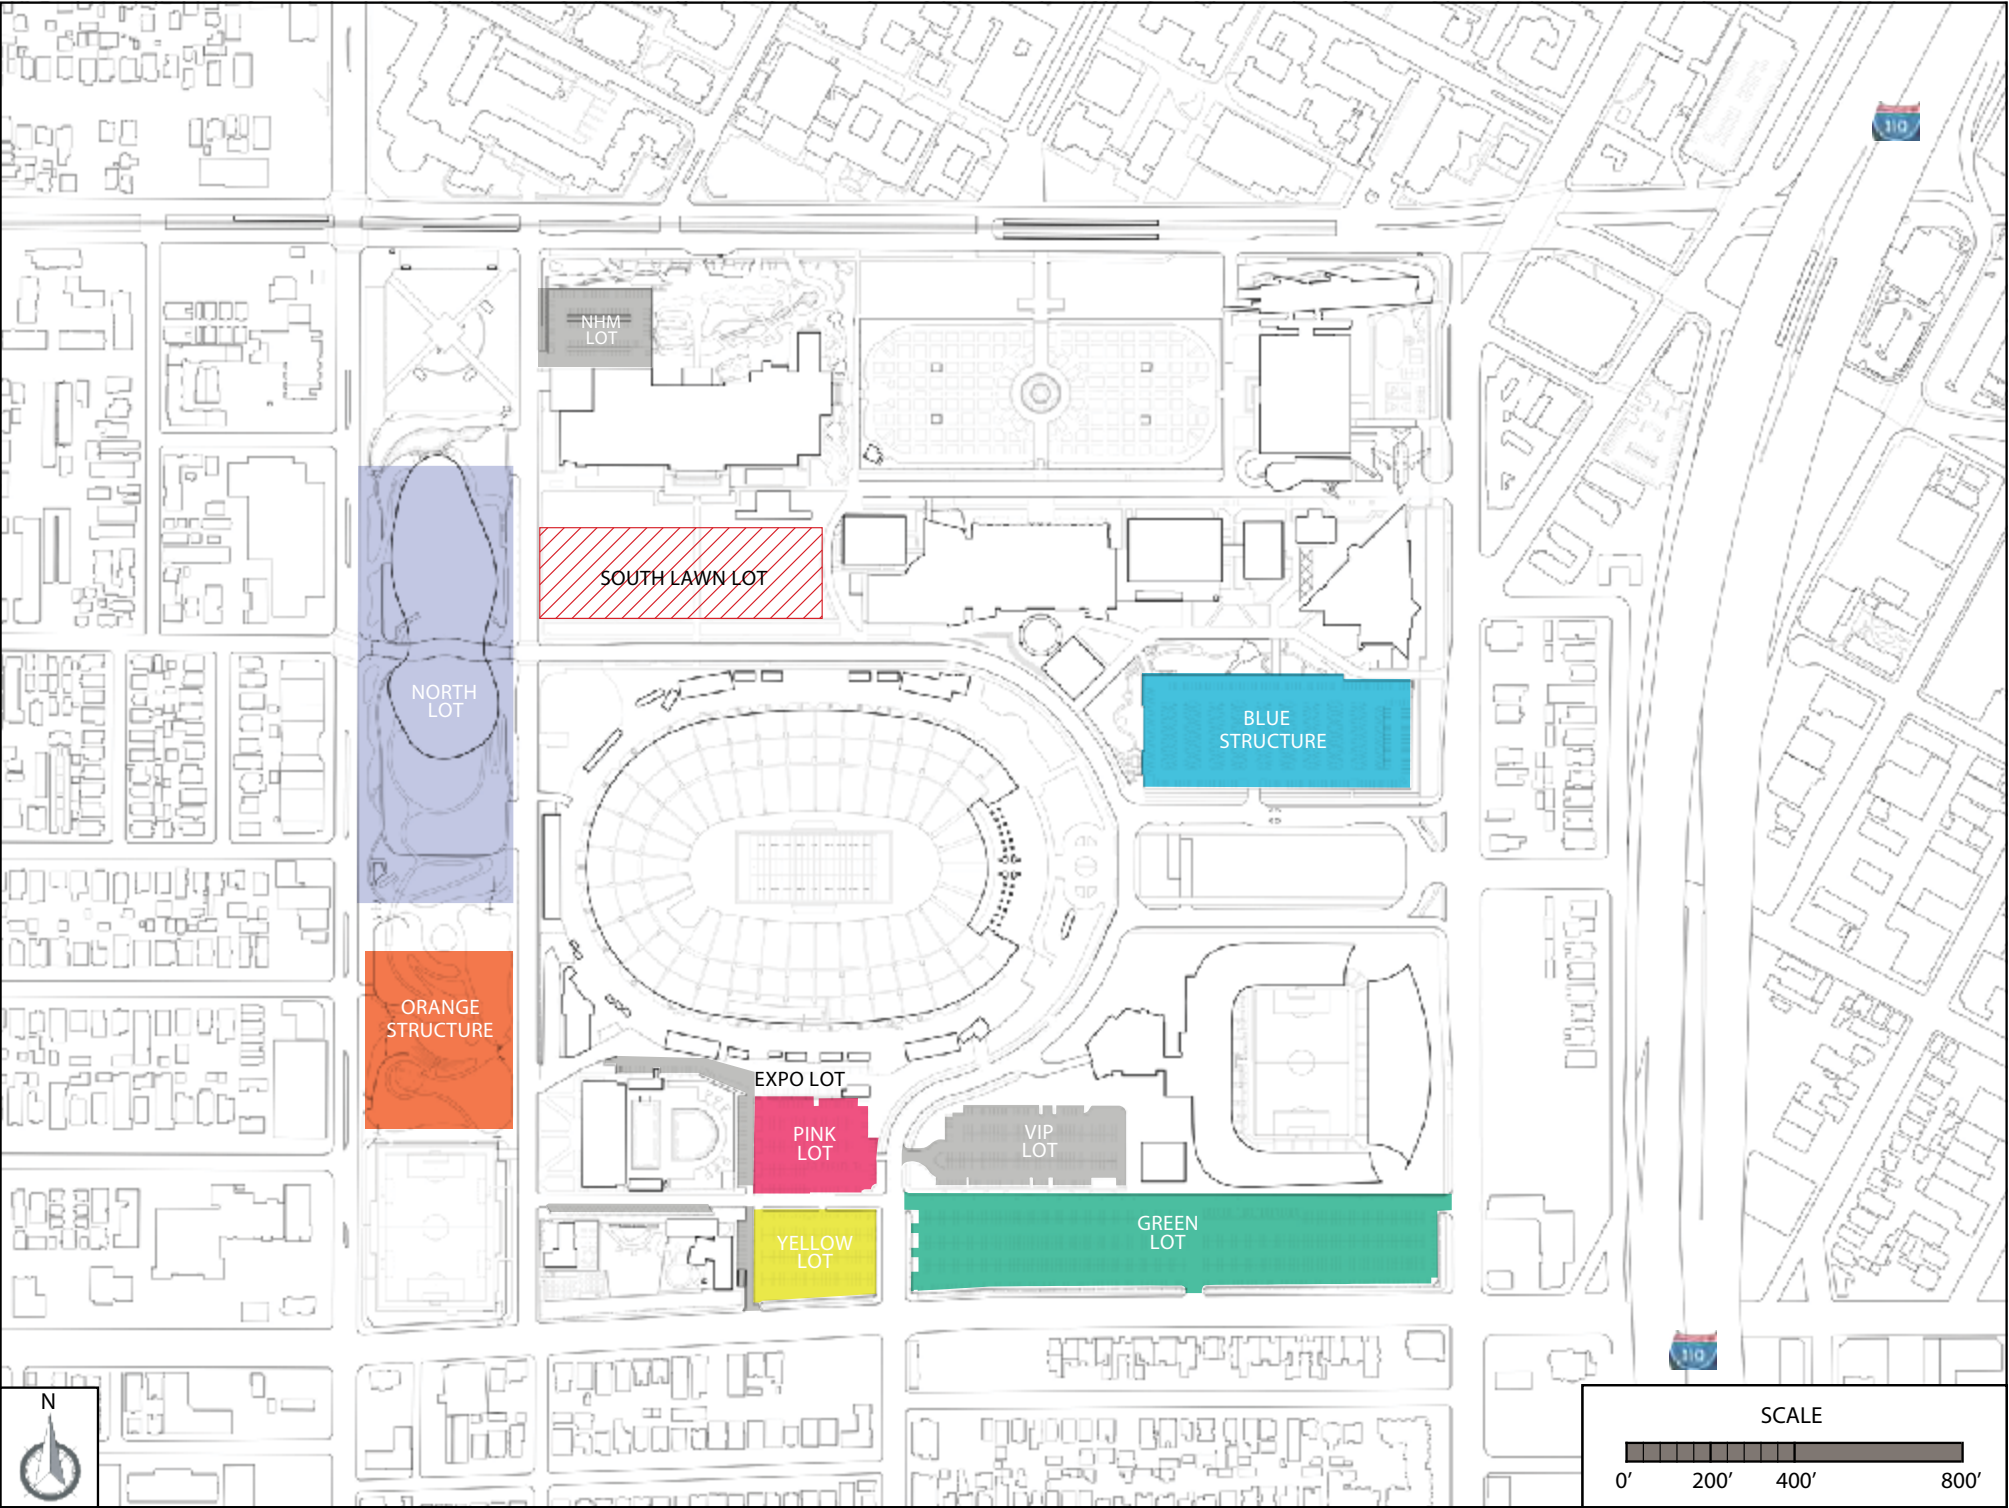 110
NHM
LOT
SOUTH LAWN LOT
NORTH
LOT
BLUE
STRUCTURE
ORANGE
STRUCTURE
EXPO LOT
PINK
LOT
VIP
LOT
GREEN
LOT
YELLOW
LOT
110
N
SCALE
0' 200' 400' 800'